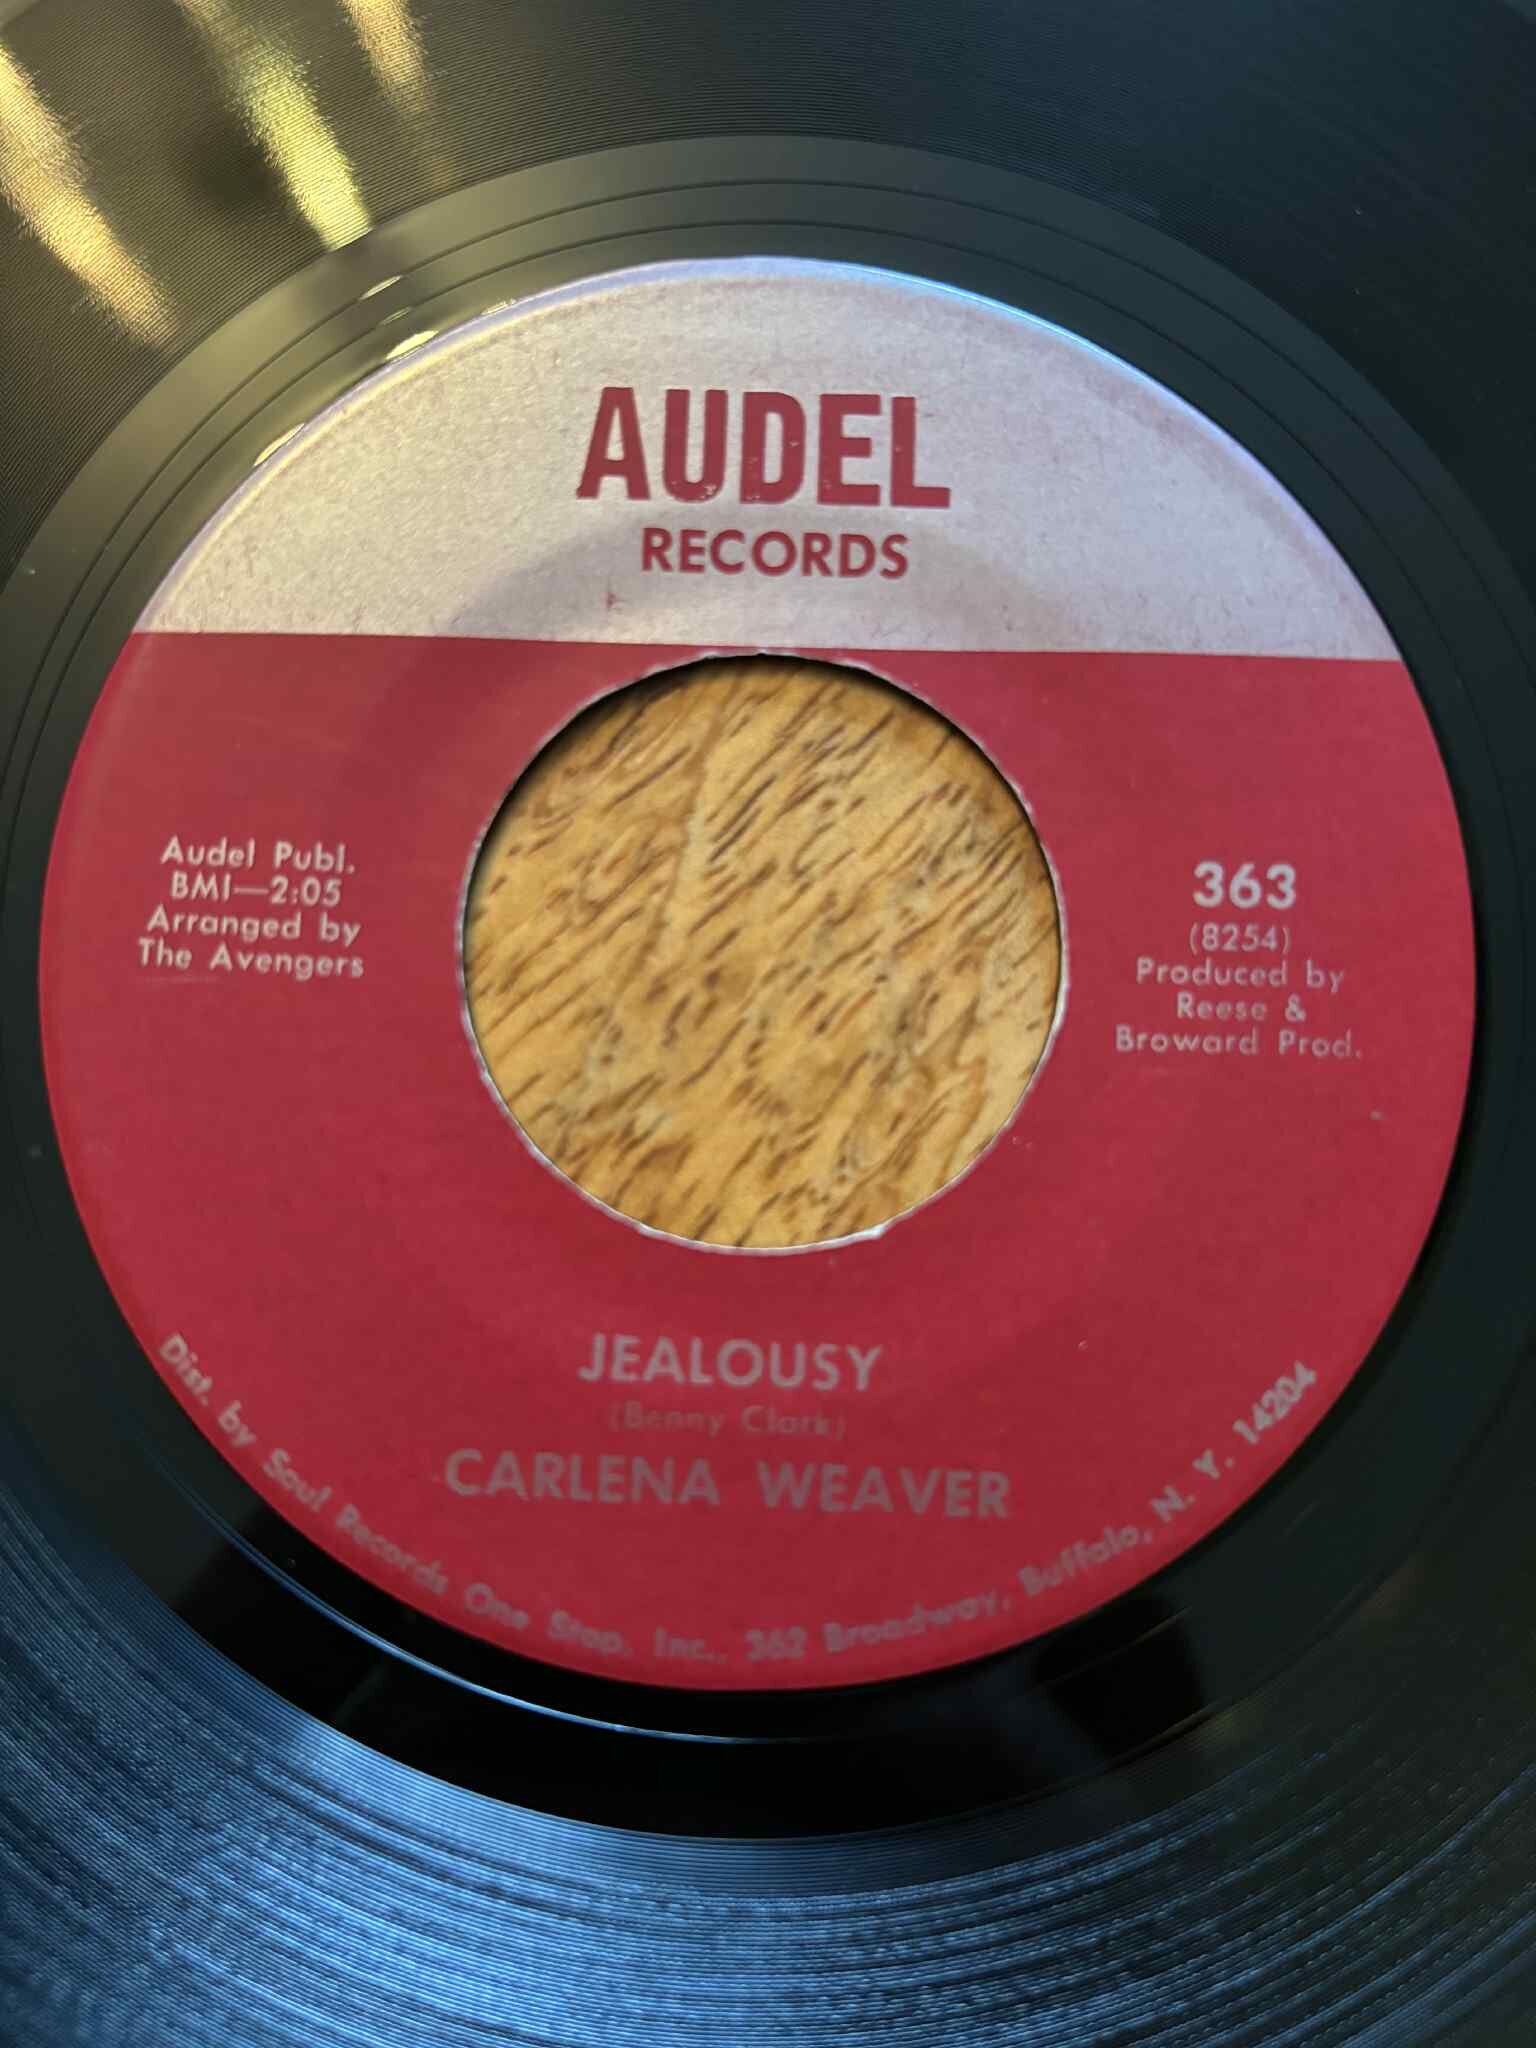 AUDEL
RECORDS
Audel Publ.
BMI—2:05
Arranged by
The Avengers
363
(8254)
Produced by
Reese &
Broward Prod.
JEALOUSY
(Benny Clark)
CARLENA WEAVER
Dist. by Soul Records One Stop, Inc., 362 Broadway, Buffalo, N. Y. 14204